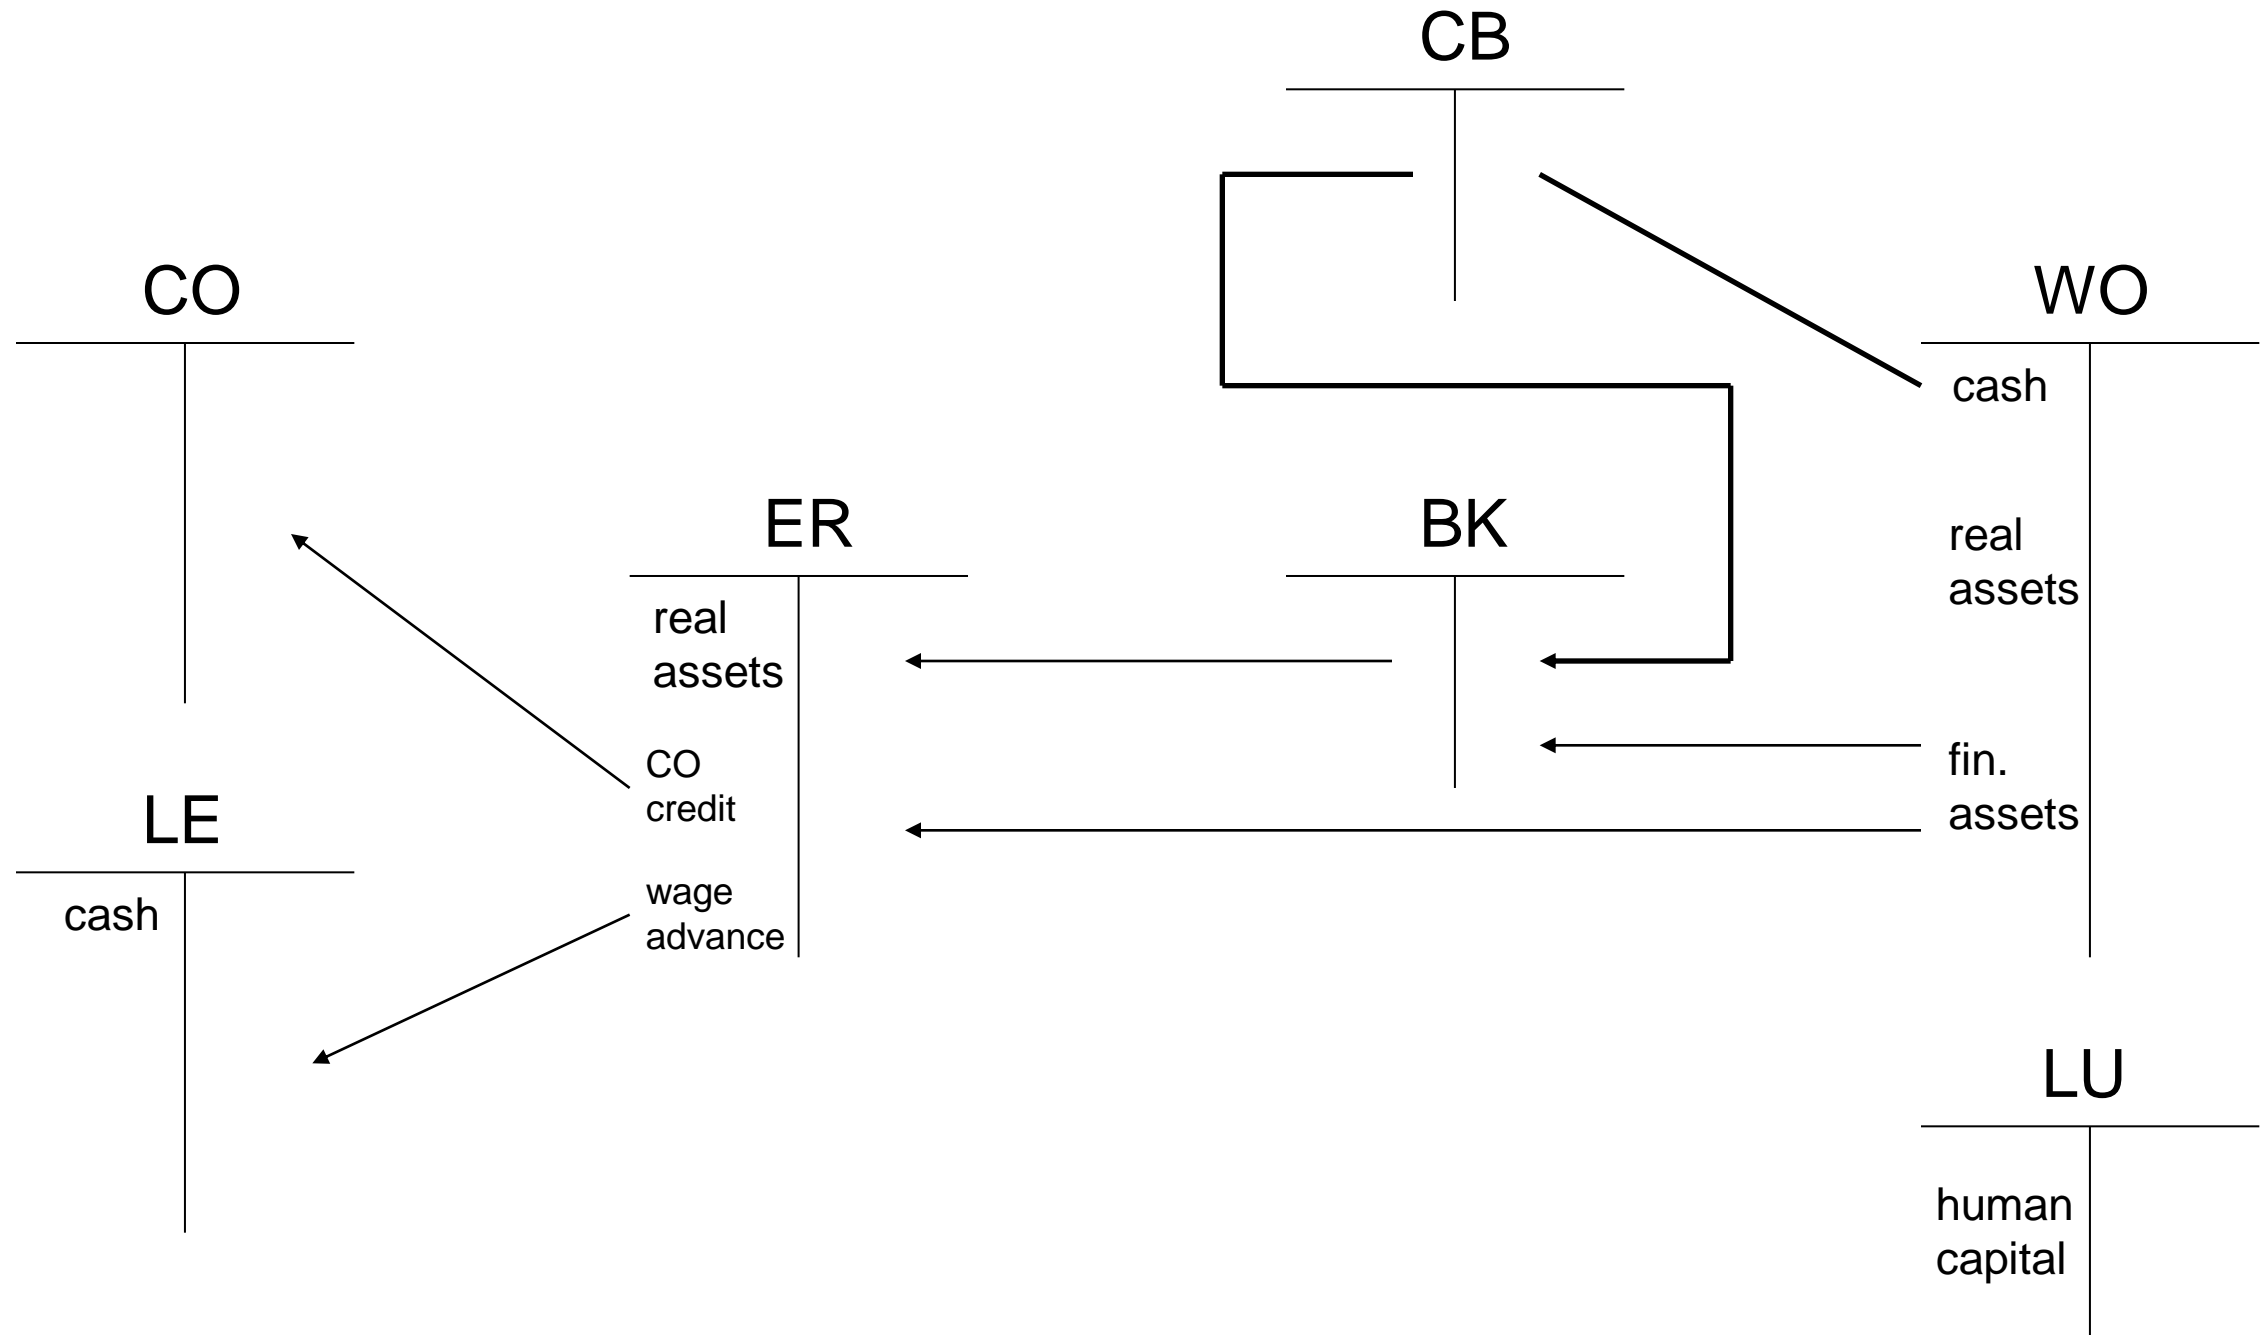 CB
CO
WO
cash
real
assets
fin.
assets
ER
real
assets
CO
credit
wage
advance
BK
LE
cash
LU
human
capital